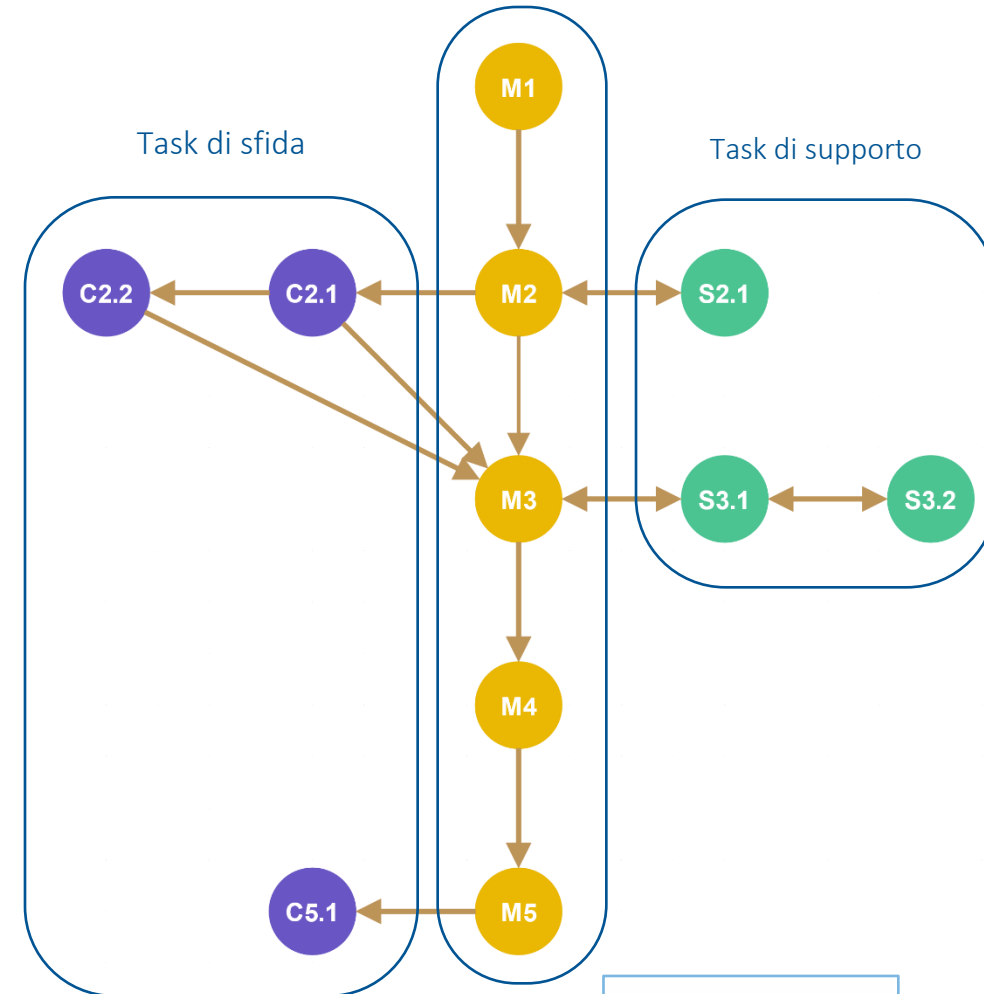 M1
Task di sfida
Task di supporto
C2.2
C2.1
M2
S2.1
M3
S3.1
S3.2
M4
C5.1
M5